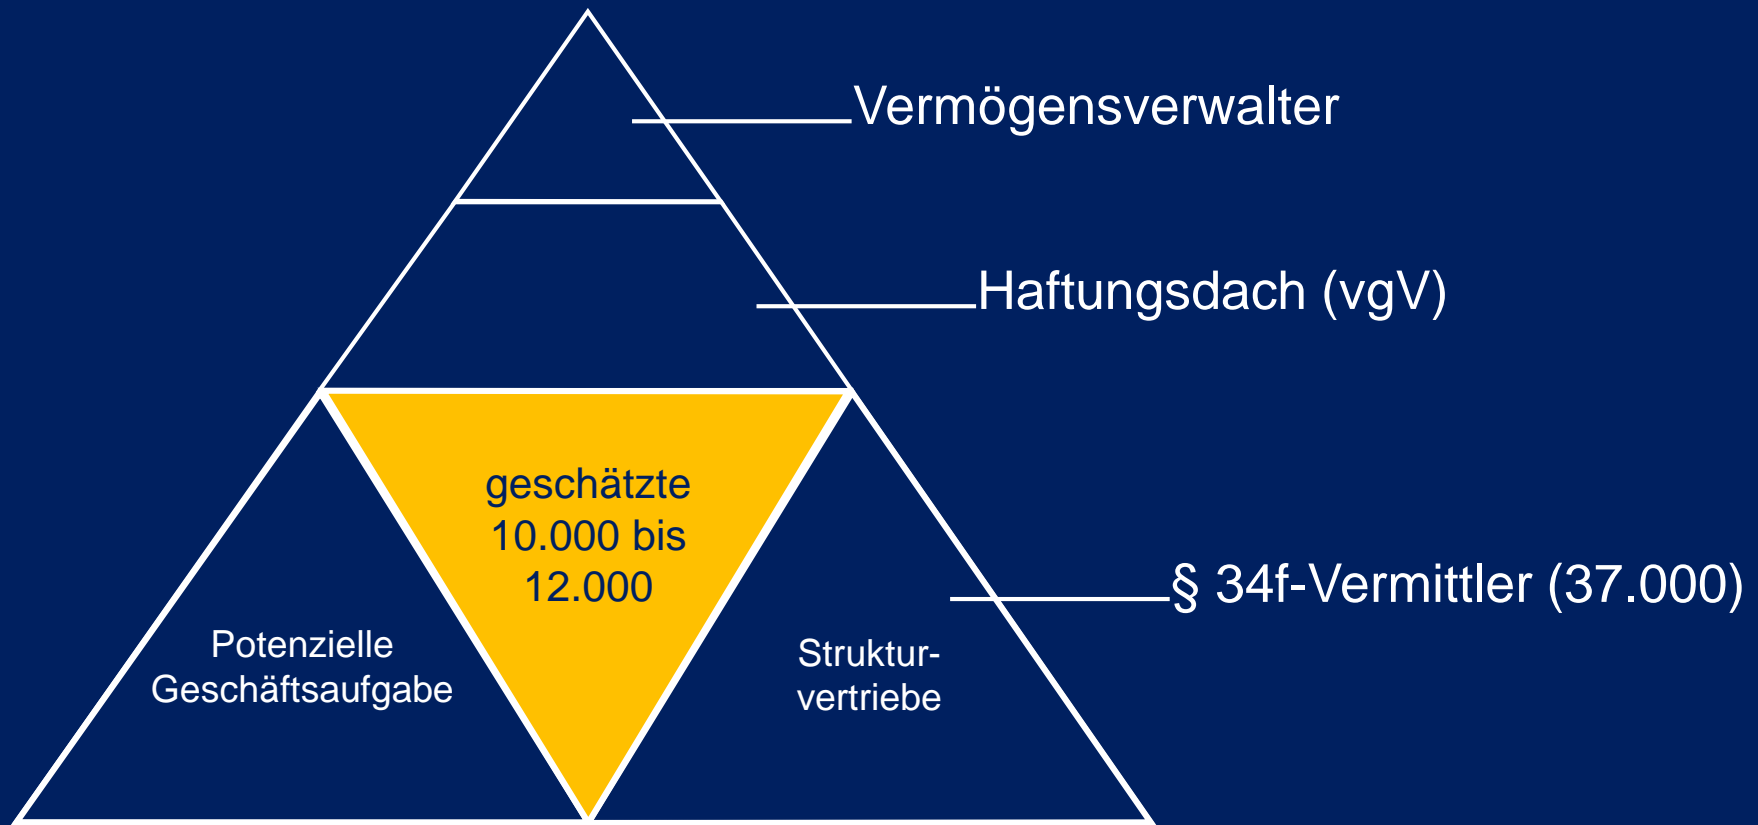 Vermögensverwalter
Haftungsdach (vgV)
geschätzte
10.000 bis
12.000
§ 34f-Vermittler (37.000)
Potenzielle
Geschäftsaufgabe
Struktur-
vertriebe